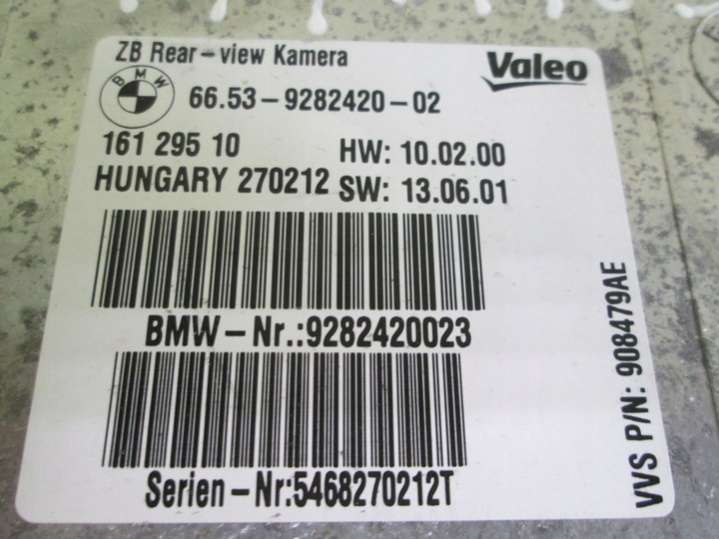 ZB Rear-view Kamera
Valeo
BMW
66.53-9282420-02
161 295 10
HW: 10.02.00
HUNGARY 270212
SW: 13.06.01
BMW-Nr.:9282420023
Serien-Nr:5468270212T
VVS P/N: 908479AE